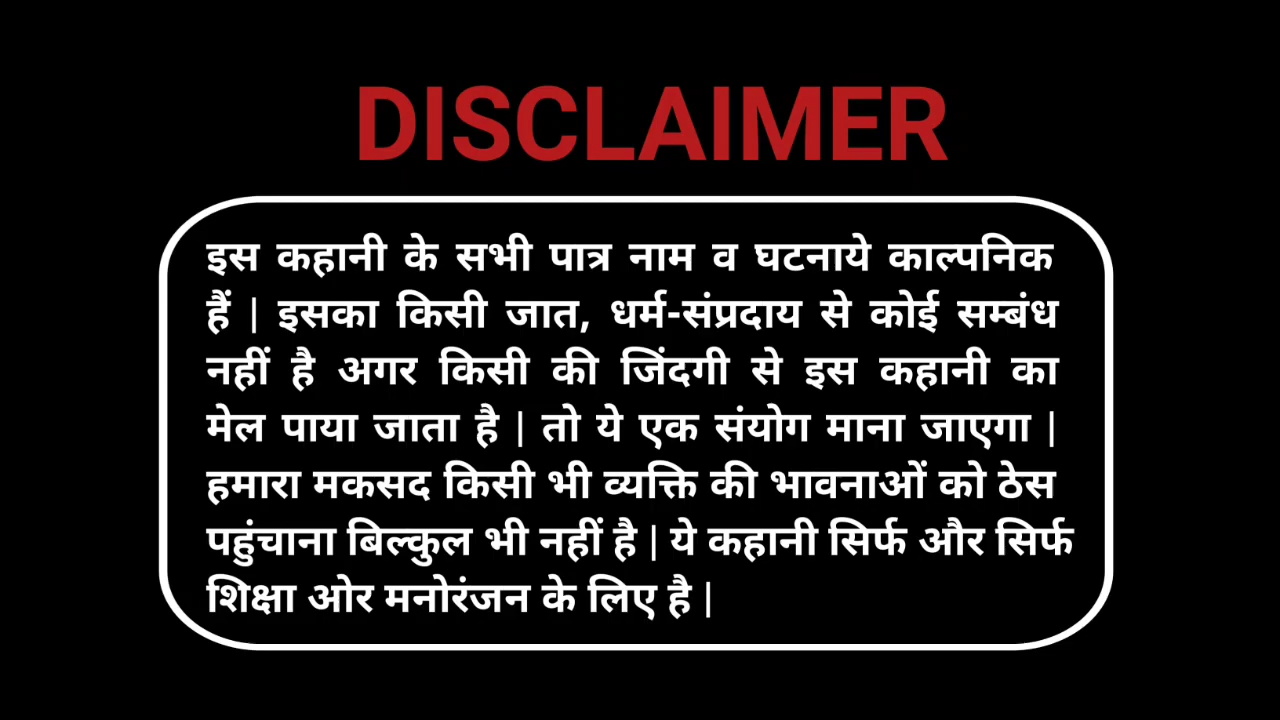 DISCLAIMER
इस कहानी के सभी पात्र नाम व घटनाये काल्पनिक
हैं | इसका किसी जात, धर्म-संप्रदाय से कोई सम्बंध
नहीं है अगर किसी की जिंदगी से इस कहानी का
मेल पाया जाता है | तो ये एक संयोग माना जाएगा |
हमारा मकसद किसी भी व्यक्ति की भावनाओं को ठेस
पहुंचाना बिल्कुल भी नहीं है | ये कहानी सिर्फ और सिर्फ
शिक्षा ओर मनोरंजन के लिए है |